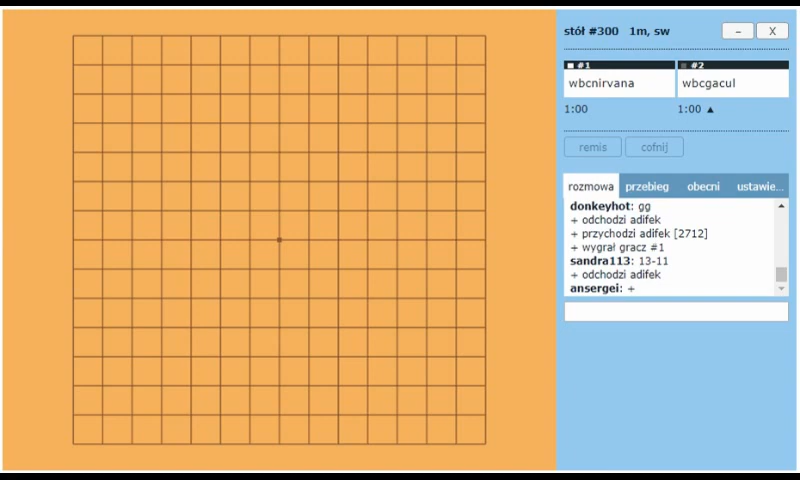 stół #300 1m, sw
– X
#1 #2
wbcnirvana wbcgacul
1:00 1:00 ▲
remis cofnij
rozmowa przebieg obecni ustawie...
donkeyhot: gg
+ odchodzi adifek
+ przychodzi adifek [2712]
+ wygrał gracz #1
sandra113: 13-11
+ odchodzi adifek
ansergei: +